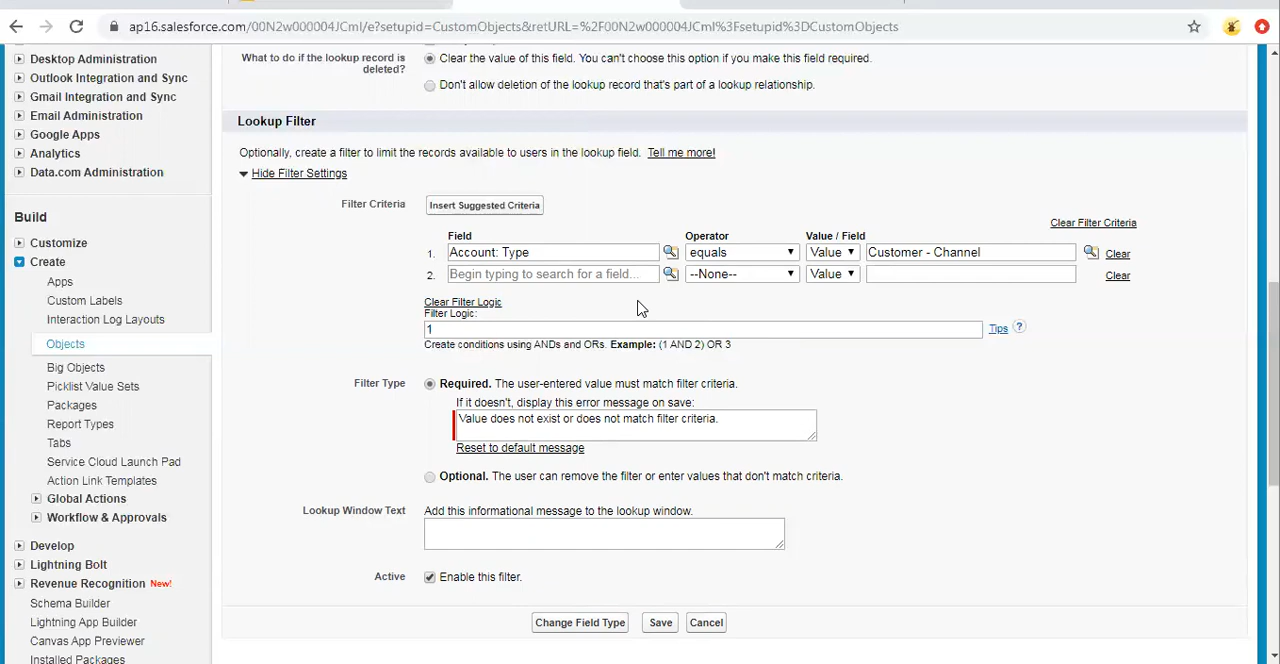 ap16.salesforce.com/00N2w000004JCml/e?setupid=CustomObjects&retURL=%2F00N2w000004JCml%3Fsetupid%3DCustomObjects
Desktop Administration
Outlook Integration and Sync
Gmail Integration and Sync
Email Administration
Google Apps
Analytics
Data.com Administration
Build
Customize
Create
Apps
Custom Labels
Interaction Log Layouts
Objects
Big Objects
Picklist Value Sets
Packages
Report Types
Tabs
Service Cloud Launch Pad
Action Link Templates
Global Actions
Workflow & Approvals
Develop
Lightning Bolt
Revenue Recognition New!
Schema Builder
Lightning App Builder
Canvas App Previewer
Installed Packages
What to do if the lookup record is deleted?
Clear the value of this field. You can't choose this option if you make this field required.
Don't allow deletion of the lookup record that's part of a lookup relationship.
Lookup Filter
Optionally, create a filter to limit the records available to users in the lookup field. Tell me more!
Hide Filter Settings
Filter Criteria
Insert Suggested Criteria
Clear Filter Criteria
Field Operator Value / Field
1. Account: Type equals Value Customer - Channel Clear
2. Begin typing to search for a field... --None-- Value Clear
Clear Filter Logic
Filter Logic:
1 Tips ?
Create conditions using ANDs and ORs. Example: (1 AND 2) OR 3
Filter Type
Required. The user-entered value must match filter criteria.
If it doesn't, display this error message on save:
Value does not exist or does not match filter criteria.
Reset to default message
Optional. The user can remove the filter or enter values that don't match criteria.
Lookup Window Text
Add this informational message to the lookup window.
Active
Enable this filter.
Change Field Type Save Cancel